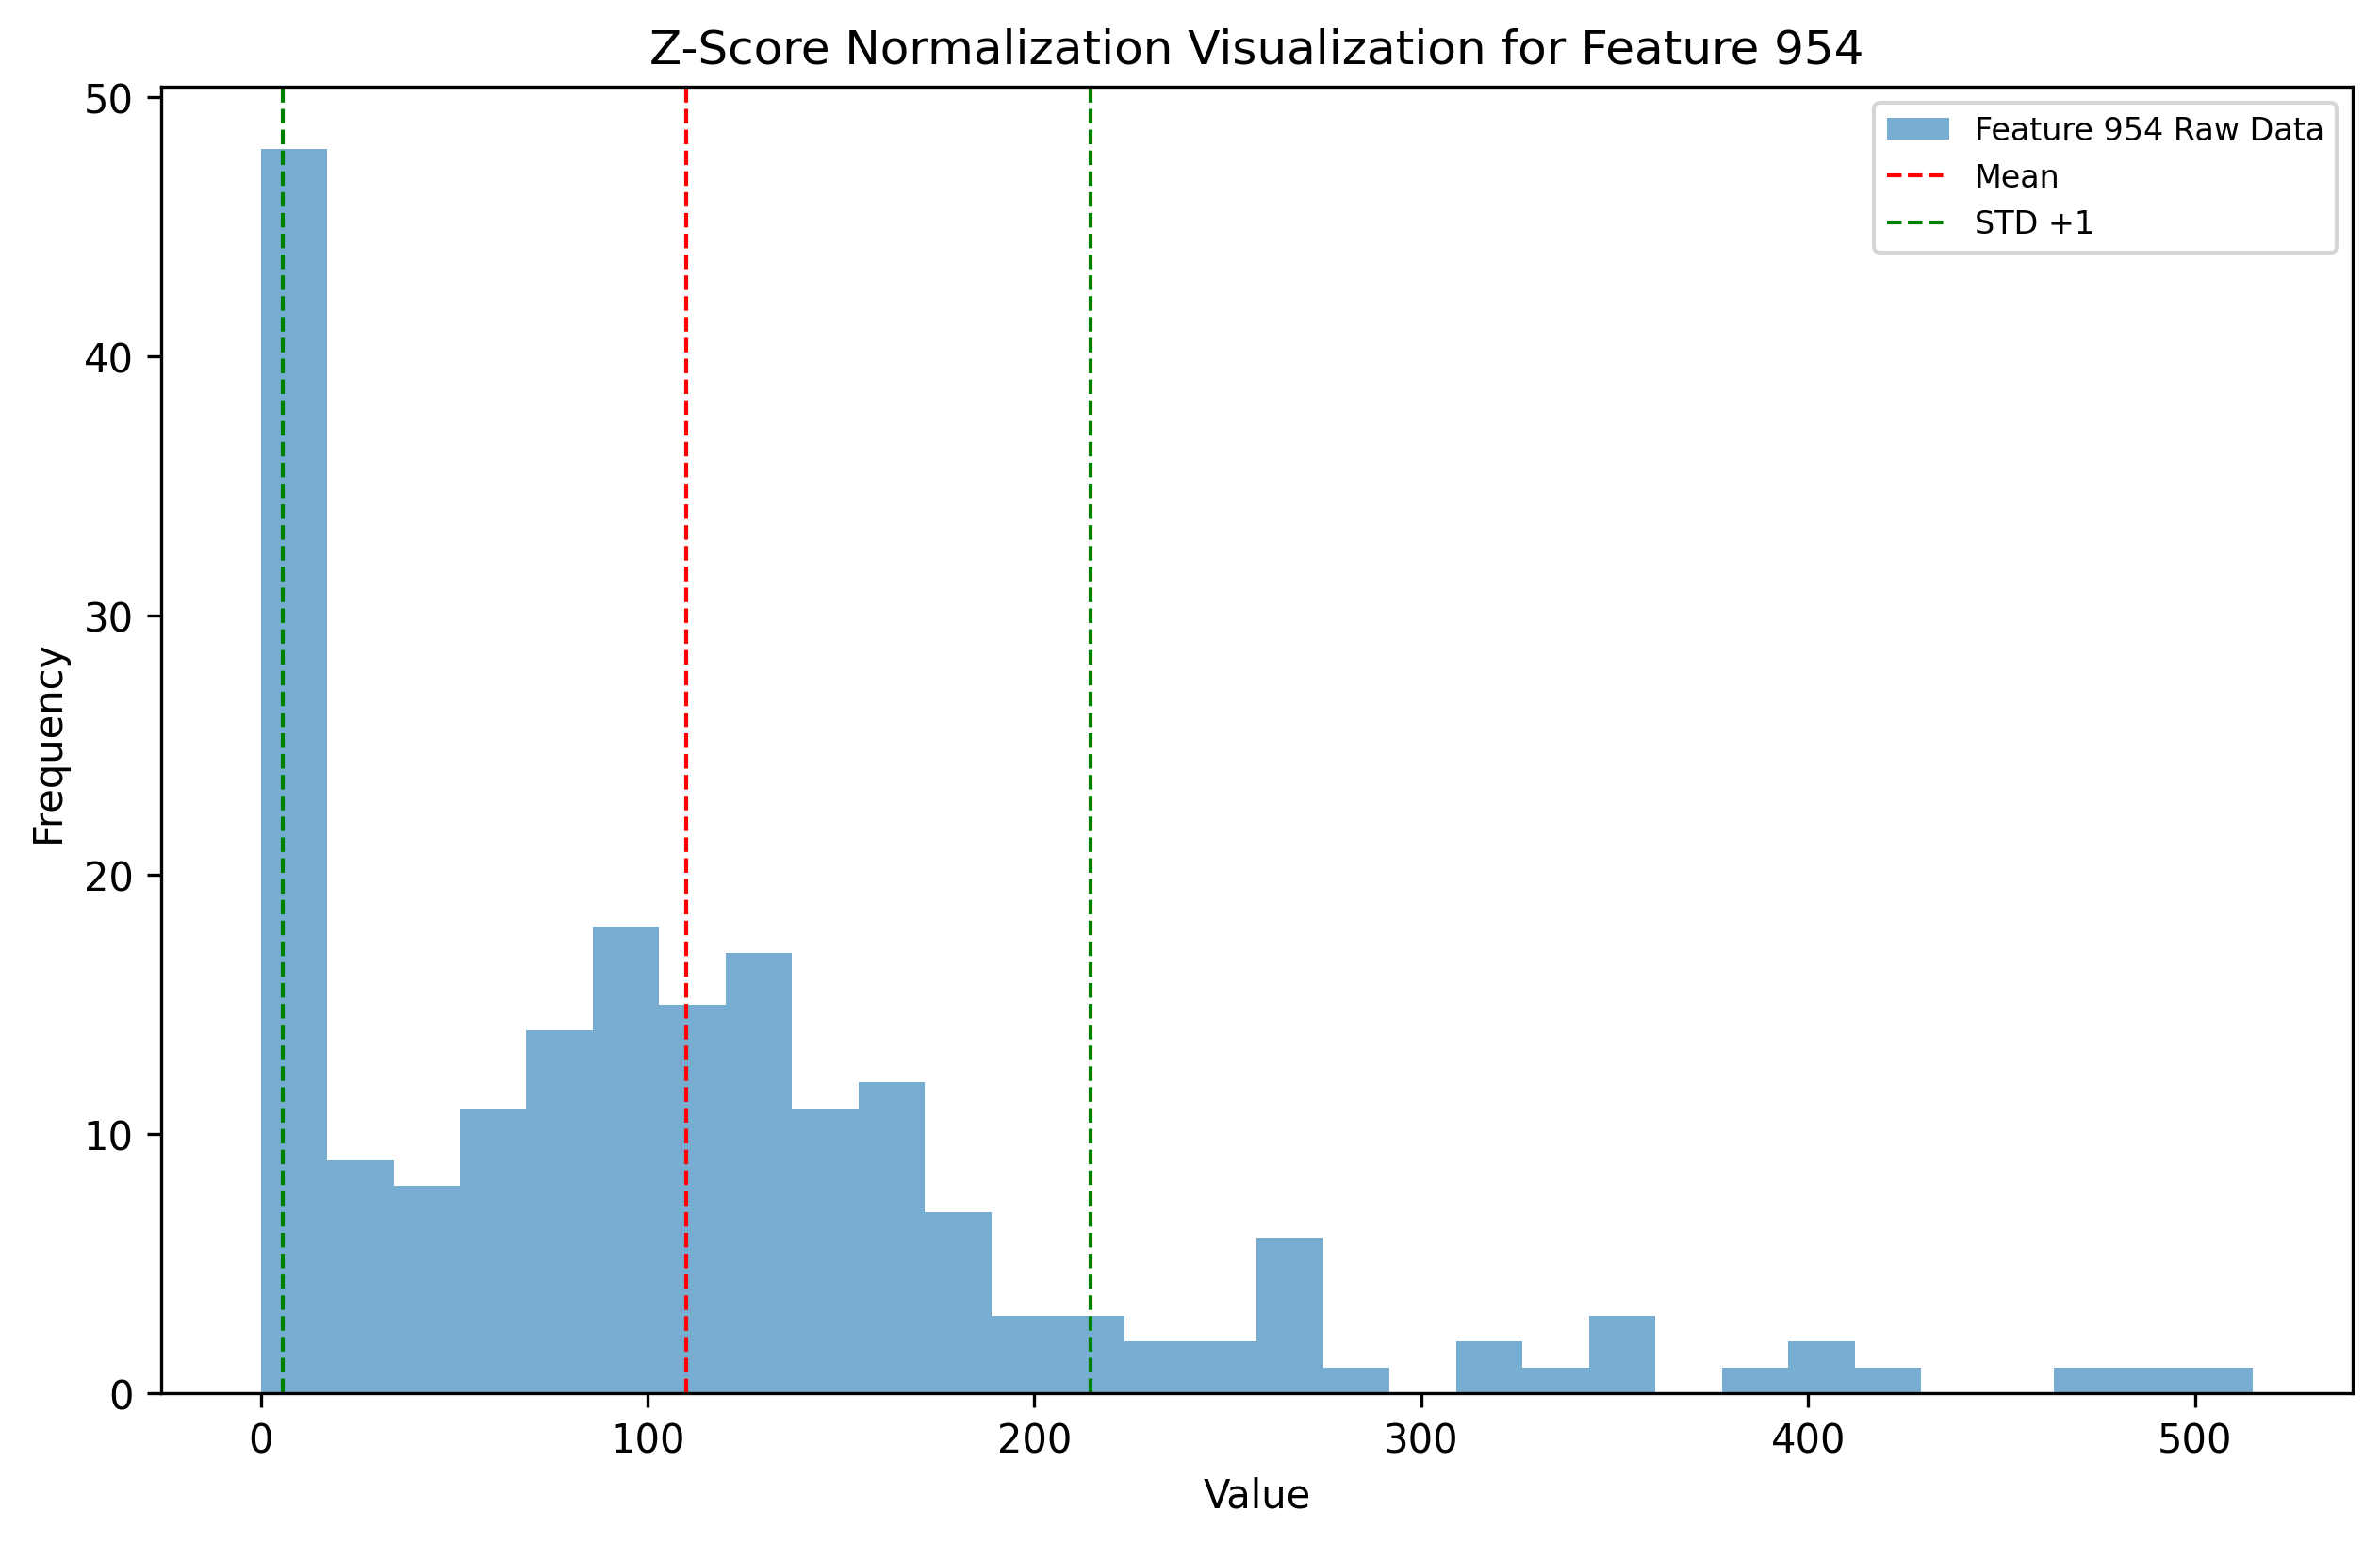 Z-Score Normalization Visualization for Feature 954
Feature 954 Raw Data
Mean
STD +1
50
40
30
20
10
0
Frequency
0 100 200 300 400 500
Value